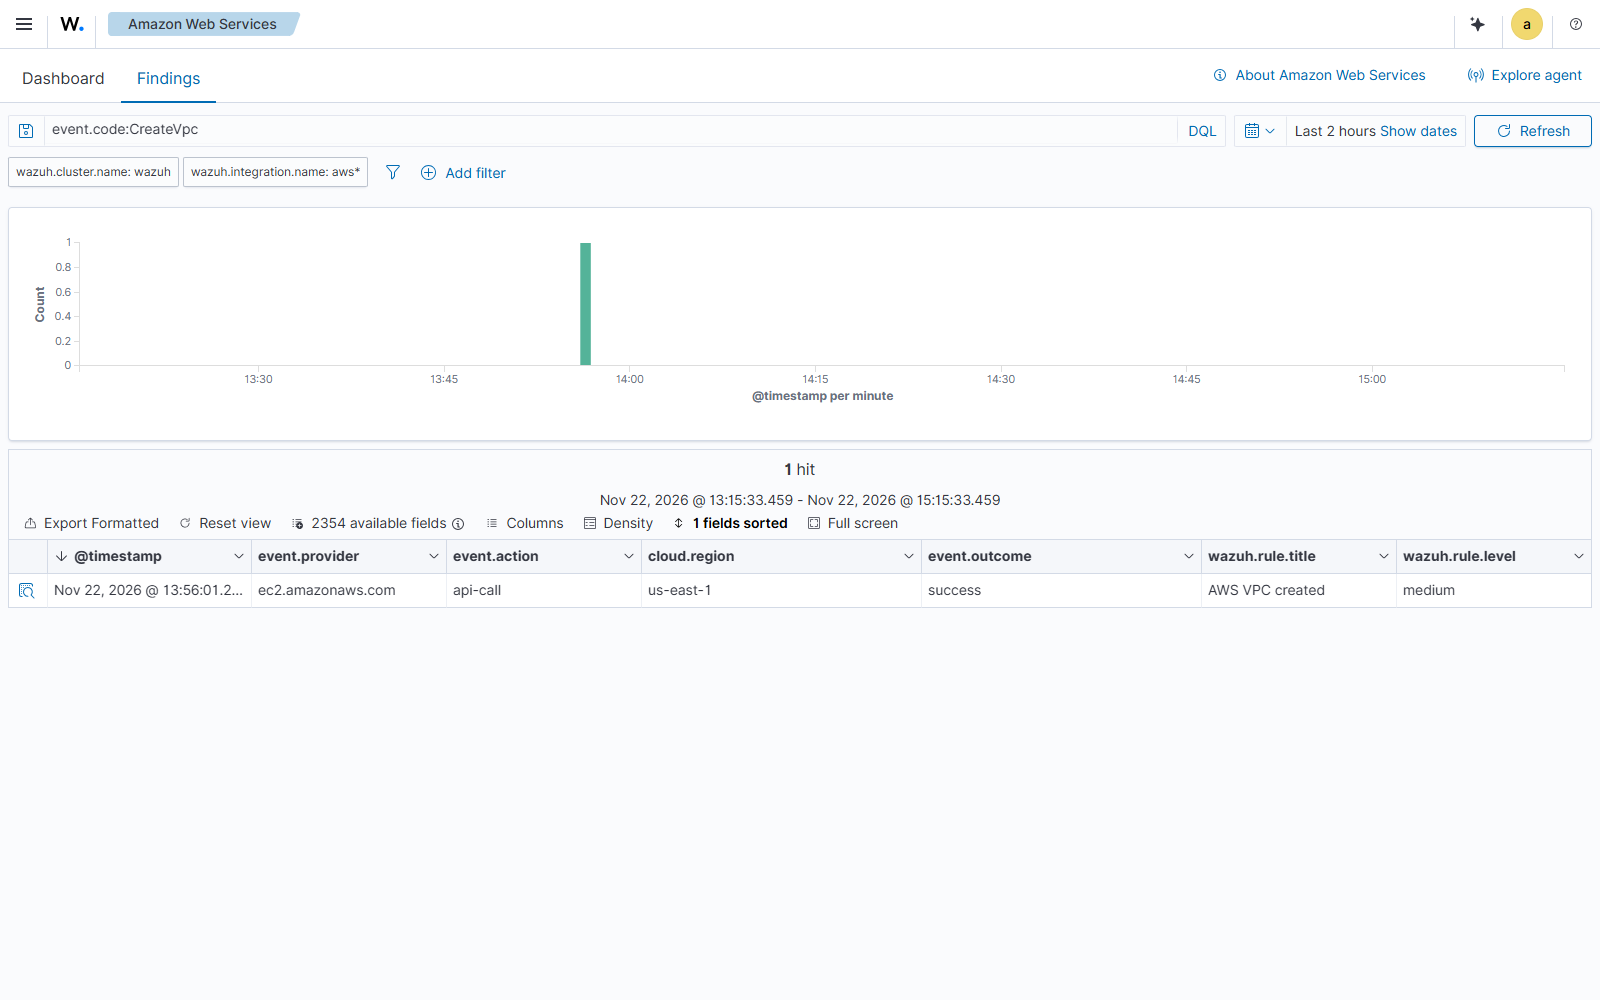 W. Amazon Web Services a
Dashboard Findings About Amazon Web Services Explore agent
event.code:CreateVpc DQL Last 2 hours Show dates Refresh
wazuh.cluster.name: wazuh wazuh.integration.name: aws* Add filter
1
0.8
0.6
0.4
0.2
0
Count
13:30 13:45 14:00 14:15 14:30 14:45 15:00
@timestamp per minute
1 hit
Nov 22, 2026 @ 13:15:33.459 - Nov 22, 2026 @ 15:15:33.459
Export Formatted Reset view 2354 available fields Columns Density 1 fields sorted Full screen
@timestamp event.provider event.action cloud.region event.outcome wazuh.rule.title wazuh.rule.level
Nov 22, 2026 @ 13:56:01.2... ec2.amazonaws.com api-call us-east-1 success AWS VPC created medium